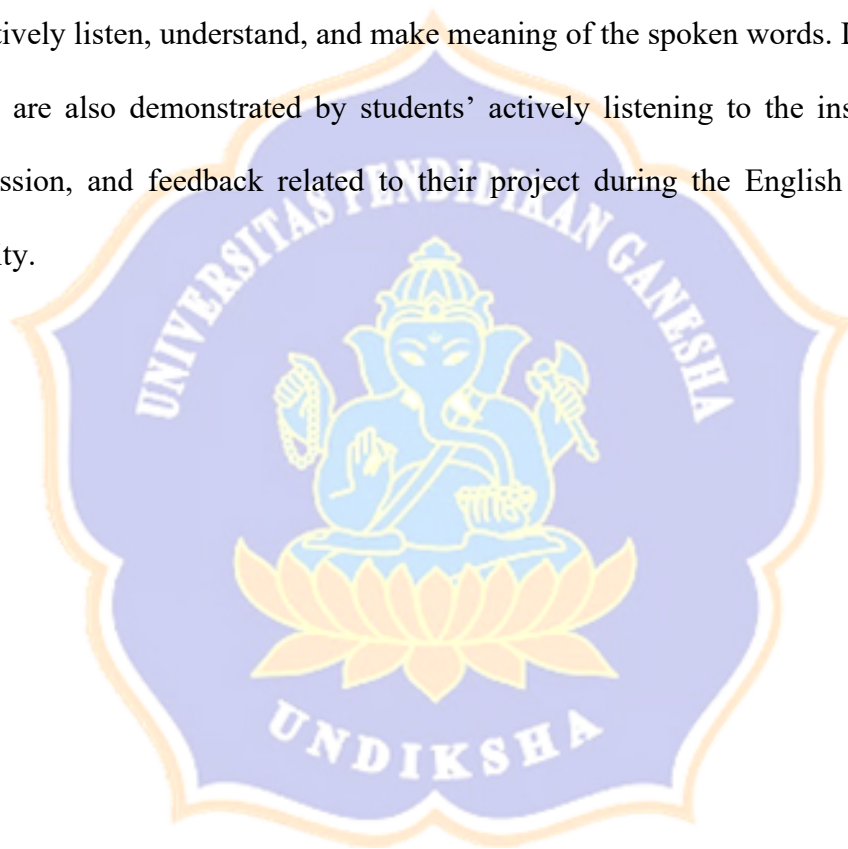 tively listen, understand, and make meaning of the spoken words.
are also demonstrated by students’ actively listening to the ins
ssion, and feedback related to their project during the English
ity.
UNIVERSITAS PENDIDIKAN GANESHA
UNDIKSHA